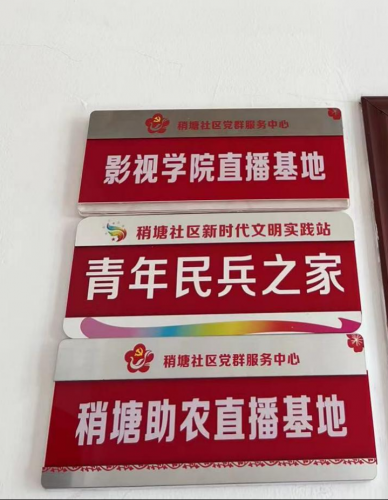 稍塘社区党群服务中心
影视学院直播基地
稍塘社区新时代文明实践站
青年民兵之家
稍塘社区党群服务中心
稍塘助农直播基地